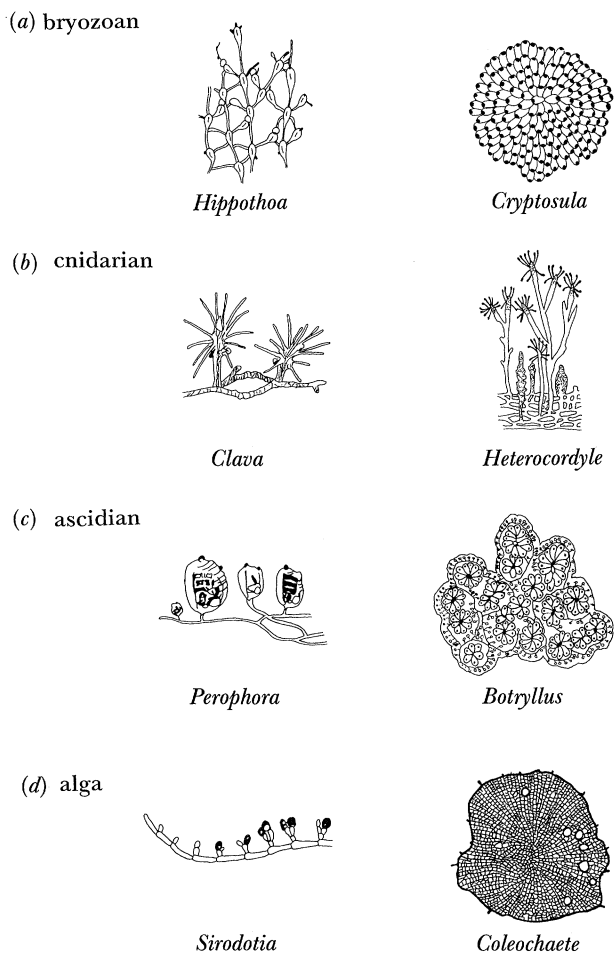 (a) bryozoan
Hippothoa Cryptosula
(b) cnidarian
Clava Heterocordyle
(c) ascidian
Perophora Botryllus
(d) alga
Sirodotia Coleochaete